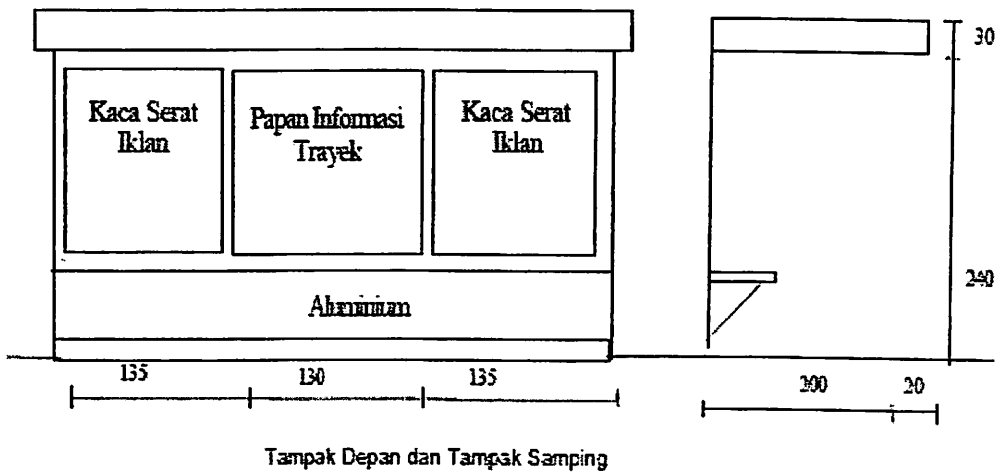 Kaca Serat
Iklan
Papan Informasi
Trayek
Kaca Serat
Iklan
Aluminium
135
130
135
30
240
200
20
Tampak Depan dan Tampak Samping